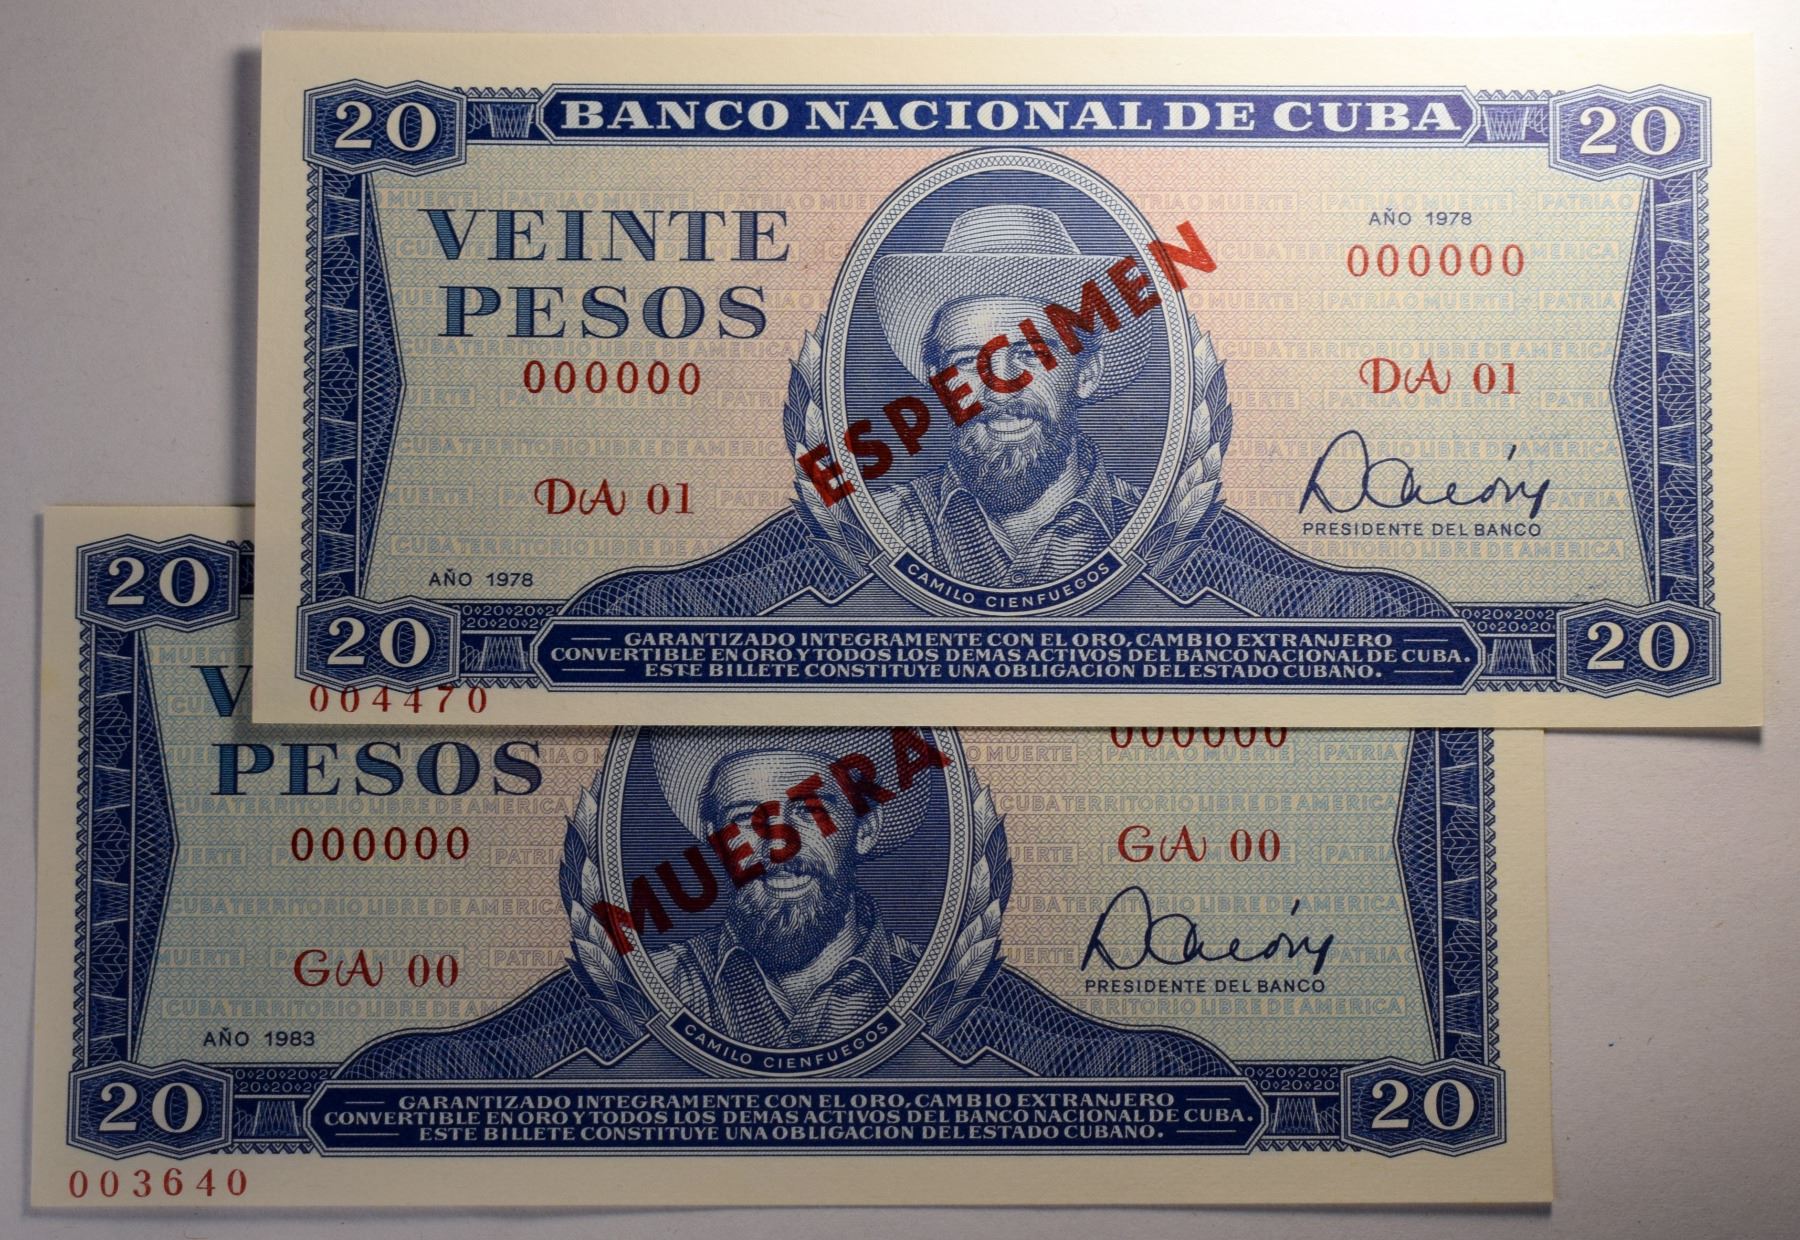 20 BANCO NACIONAL DE CUBA 20
VEINTE
PESOS
000000
DA 01
AÑO 1978
ESPECIMEN
CAMILO CIENFUEGOS
AÑO 1978
000000
DA 01
PRESIDENTE DEL BANCO
20 GARANTIZADO INTEGRAMENTE CON EL ORO, CAMBIO EXTRANJERO 20
CONVERTIBLE EN ORO Y TODOS LOS DEMAS ACTIVOS DEL BANCO NACIONAL DE CUBA.
ESTE BILLETE CONSTITUYE UNA OBLIGACION DEL ESTADO CUBANO.
004470
20
V
PESOS
000000
GA 00
AÑO 1983
MUESTRA
CAMILO CIENFUEGOS
000000
GA 00
PRESIDENTE DEL BANCO
20 GARANTIZADO INTEGRAMENTE CON EL ORO, CAMBIO EXTRANJERO 20
CONVERTIBLE EN ORO Y TODOS LOS DEMAS ACTIVOS DEL BANCO NACIONAL DE CUBA.
ESTE BILLETE CONSTITUYE UNA OBLIGACION DEL ESTADO CUBANO.
003640